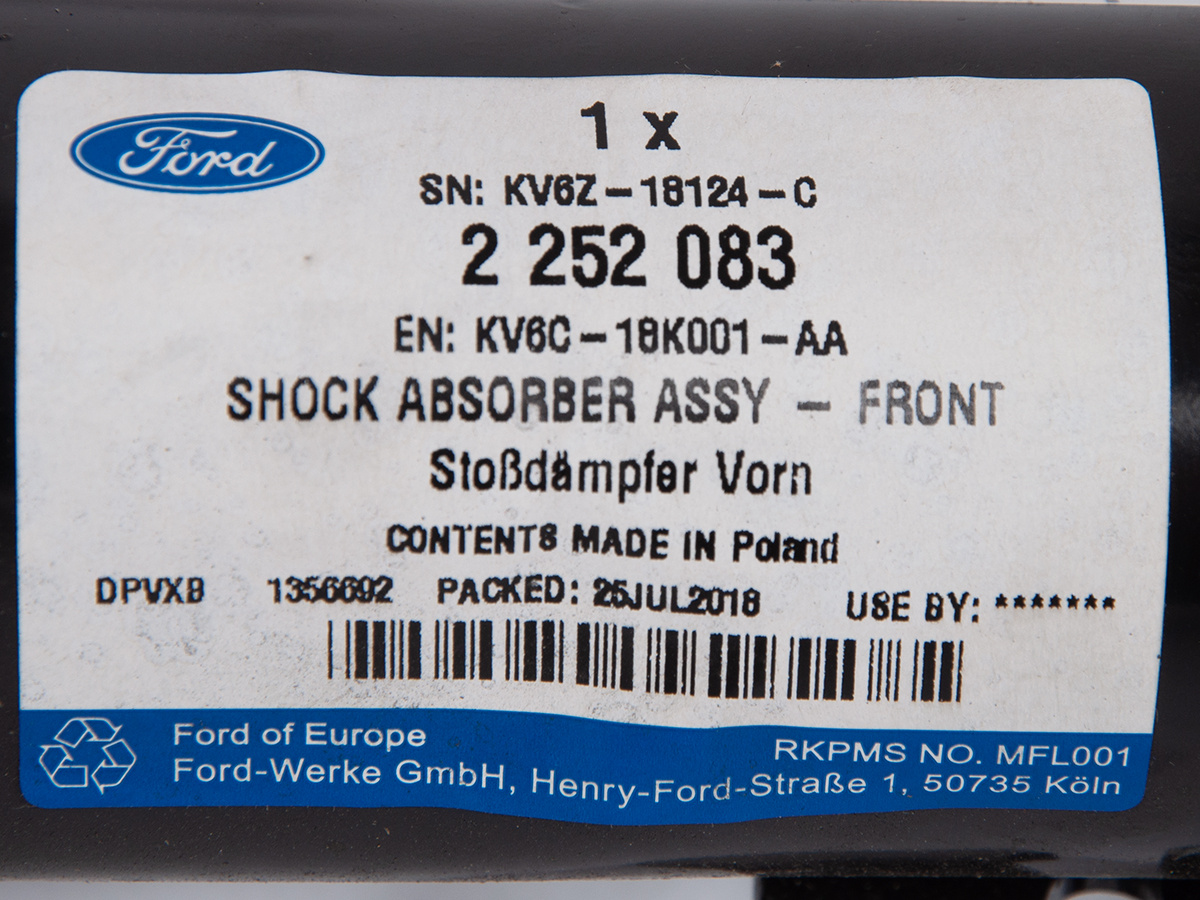 Ford
1 x
SN: KV6Z-18124-C
2 252 083
EN: KV6C-18K001-AA
SHOCK ABSORBER ASSY - FRONT
Stoßdämpfer Vorn
CONTENTS MADE IN Poland
DPVXB 1356692 PACKED: 25JUL2018 USE BY: *******
Ford of Europe
Ford-Werke GmbH, Henry-Ford-Straße 1, 50735 Köln
RKPMS NO. MFL001